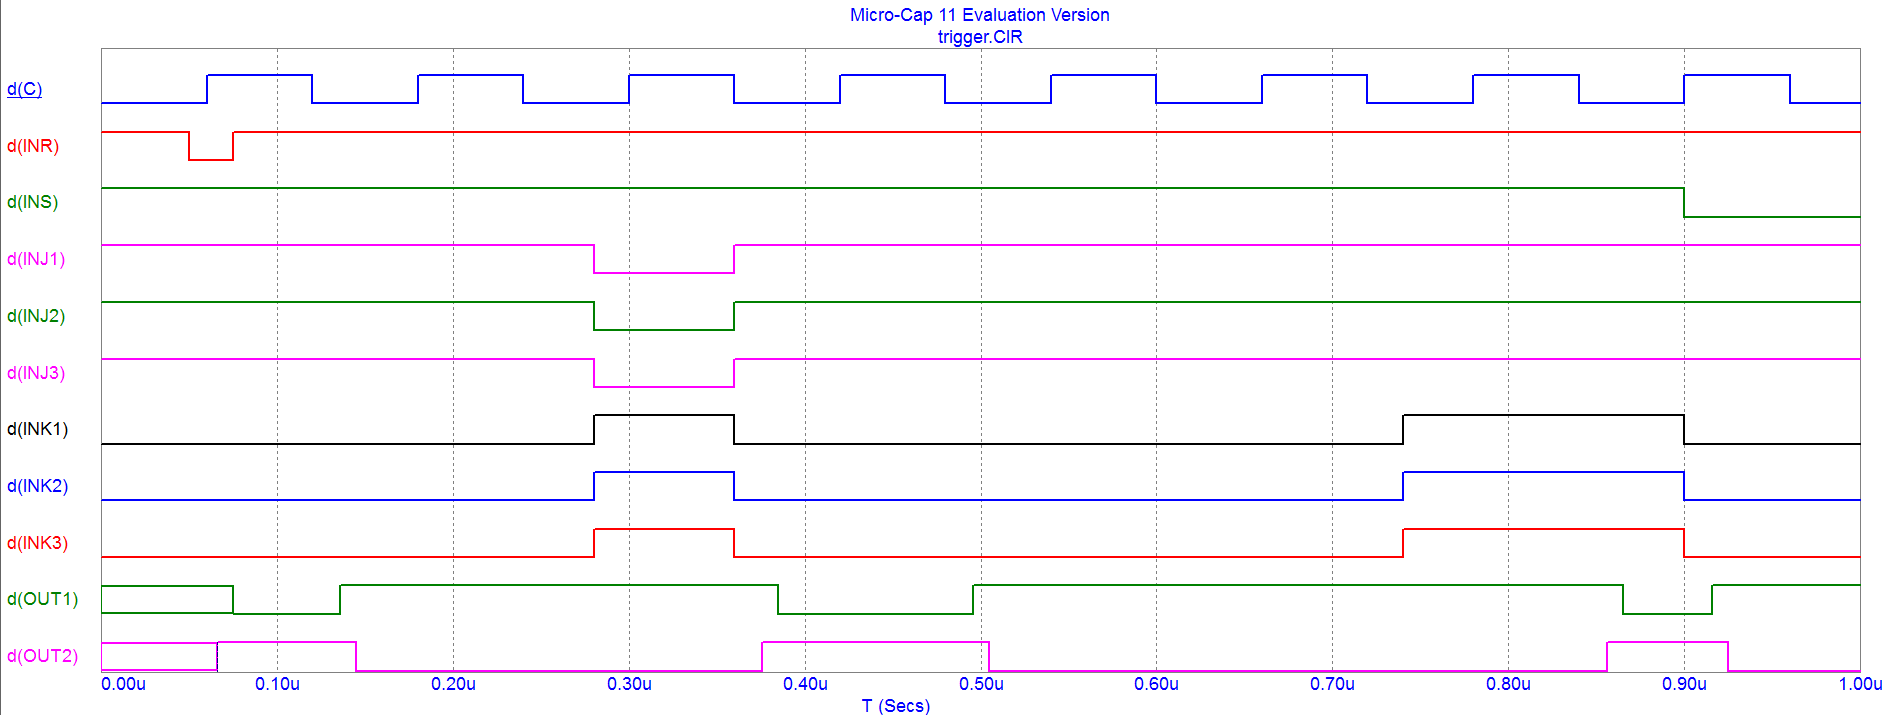 Micro-Cap 11 Evaluation Version
trigger.CIR
d(C)
d(INR)
d(INS)
d(INJ1)
d(INJ2)
d(INJ3)
d(INK1)
d(INK2)
d(INK3)
d(OUT1)
d(OUT2)
0.00u 0.10u 0.20u 0.30u 0.40u 0.50u 0.60u 0.70u 0.80u 0.90u 1.00u
T (Secs)